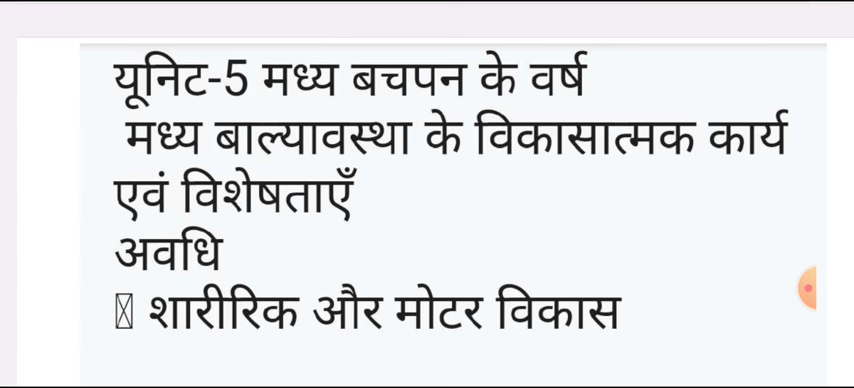 यूनिट-5 मध्य बचपन के वर्ष
मध्य बाल्यावस्था के विकासात्मक कार्य
एवं विशेषताएँ
अवधि
शारीरिक और मोटर विकास